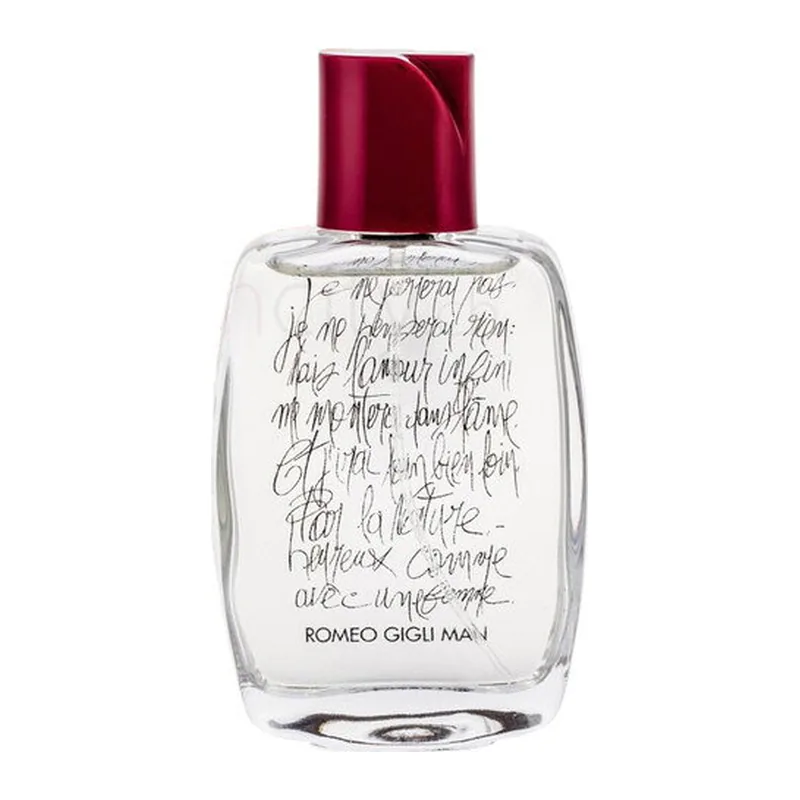 Je ne parlerai pas.
je ne penserai rien:
Mais l'amour infini
me montera dans l'âme.
Et j'irai loin bien loin
Par la Nature -
heureux comme
avec une femme.
ROMEO GIGLI MAN